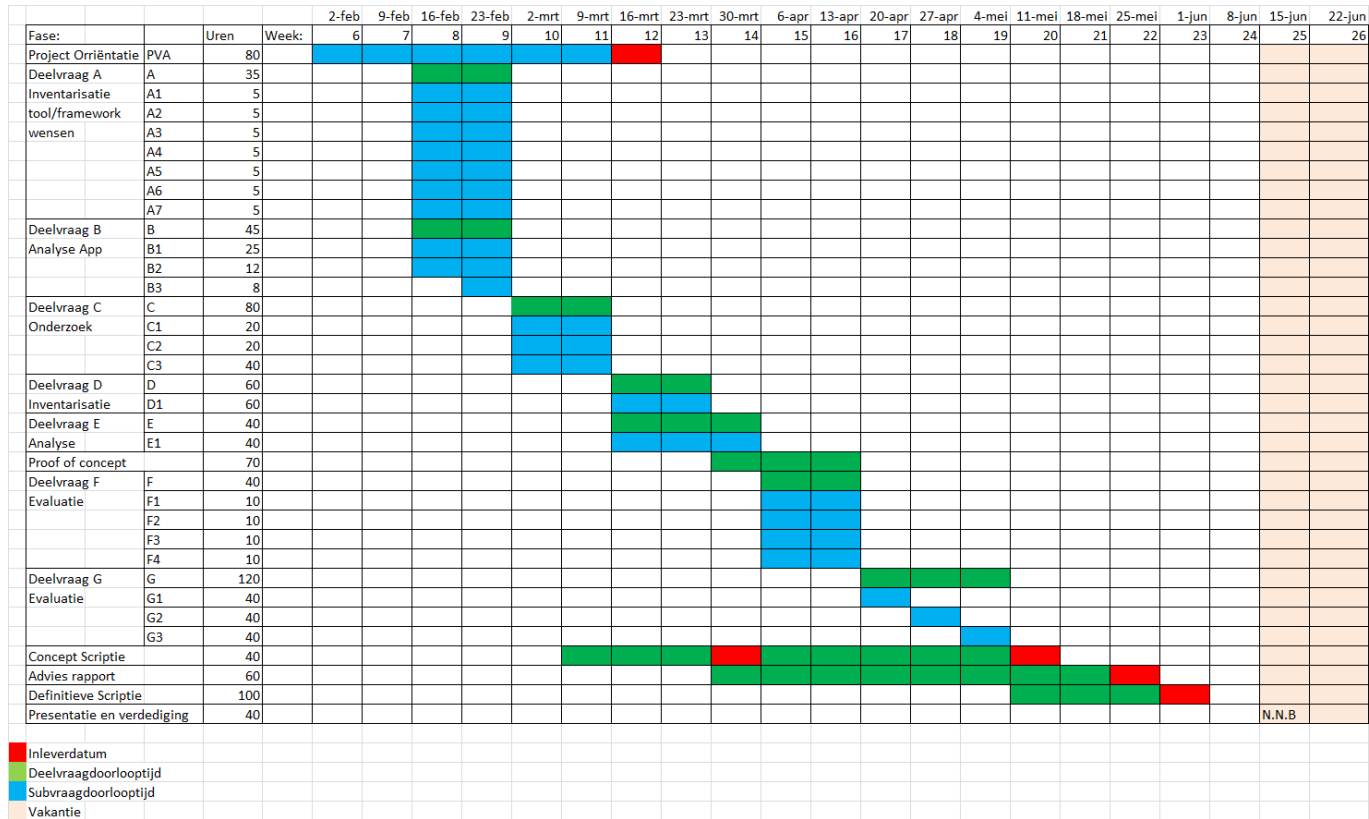 2-feb 9-feb 16-feb 23-feb 2-mrt 9-mrt 16-mrt 23-mrt 30-mrt 6-apr 13-apr 20-apr 27-apr 4-mei 11-mei 18-mei 25-mei 1-jun 8-jun 15-jun 22-jun
Fase: Uren Week: 6 7 8 9 10 11 12 13 14 15 16 17 18 19 20 21 22 23 24 25 26
Project Orriëntatie PVA 80
Deelvraag A A 35
Inventarisatie A1 5
tool/framework A2 5
wensen A3 5
A4 5
A5 5
A6 5
A7 5
Deelvraag B B 45
Analyse App B1 25
B2 12
B3 8
Deelvraag C C 80
Onderzoek C1 20
C2 20
C3 40
Deelvraag D D 60
Inventarisatie D1 60
Deelvraag E E 40
Analyse E1 40
Proof of concept 70
Deelvraag F F 40
Evaluatie F1 10
F2 10
F3 10
F4 10
Deelvraag G G 120
Evaluatie G1 40
G2 40
G3 40
Concept Scriptie 40
Advies rapport 60
Definitieve Scriptie 100
Presentatie en verdediging 40 N.N.B
Inleverdatum
Deelvraagdoorlooptijd
Subvraagdoorlooptijd
Vakantie